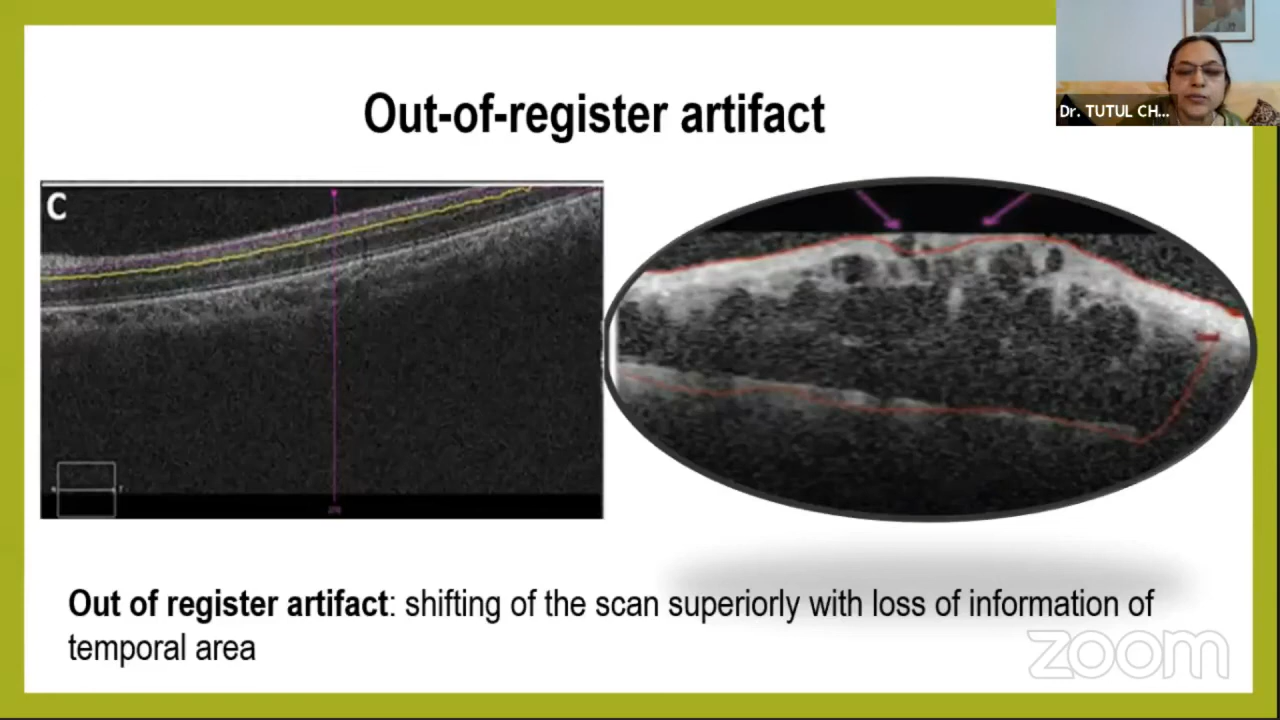 Out-of-register artifact
Dr. TUTUL CH...
C
Out of register artifact: shifting of the scan superiorly with loss of information of
temporal area
zoom